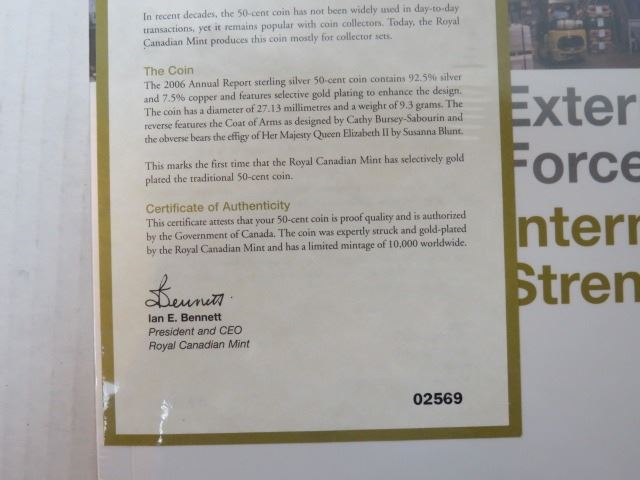 In recent decades, the 50-cent coin has not been widely used in day-to-day
transactions, yet it remains popular with coin collectors. Today, the Royal
Canadian Mint produces this coin mostly for collector sets.
The Coin
The 2006 Annual Report sterling silver 50-cent coin contains 92.5% silver
and 7.5% copper and features selective gold plating to enhance the design.
The coin has a diameter of 27.13 millimetres and a weight of 9.3 grams. The
reverse features the Coat of Arms as designed by Cathy Bursey-Sabourin and
the obverse bears the effigy of Her Majesty Queen Elizabeth II by Susanna Blunt.
This marks the first time that the Royal Canadian Mint has selectively gold
plated the traditional 50-cent coin.
Certificate of Authenticity
This certificate attests that your 50-cent coin is proof quality and is authorized
by the Government of Canada. The coin was expertly struck and gold-plated
by the Royal Canadian Mint and has a limited mintage of 10,000 worldwide.
Bennett
Ian E. Bennett
President and CEO
Royal Canadian Mint
02569
Exter
Force
Intern
Stren